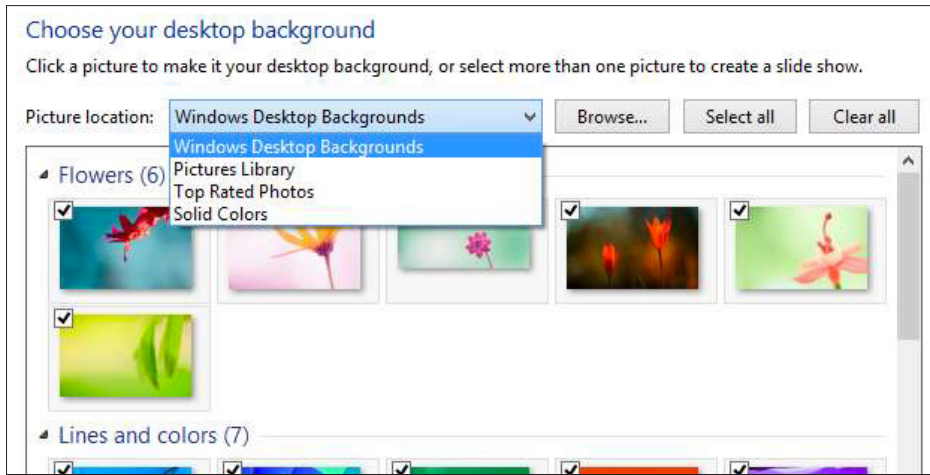 Choose your desktop background
Click a picture to make it your desktop background, or select more than one picture to create a slide show.
Picture location: Windows Desktop Backgrounds Browse... Select all Clear all
Windows Desktop Backgrounds
Pictures Library
Top Rated Photos
Solid Colors
Flowers (6)
Lines and colors (7)